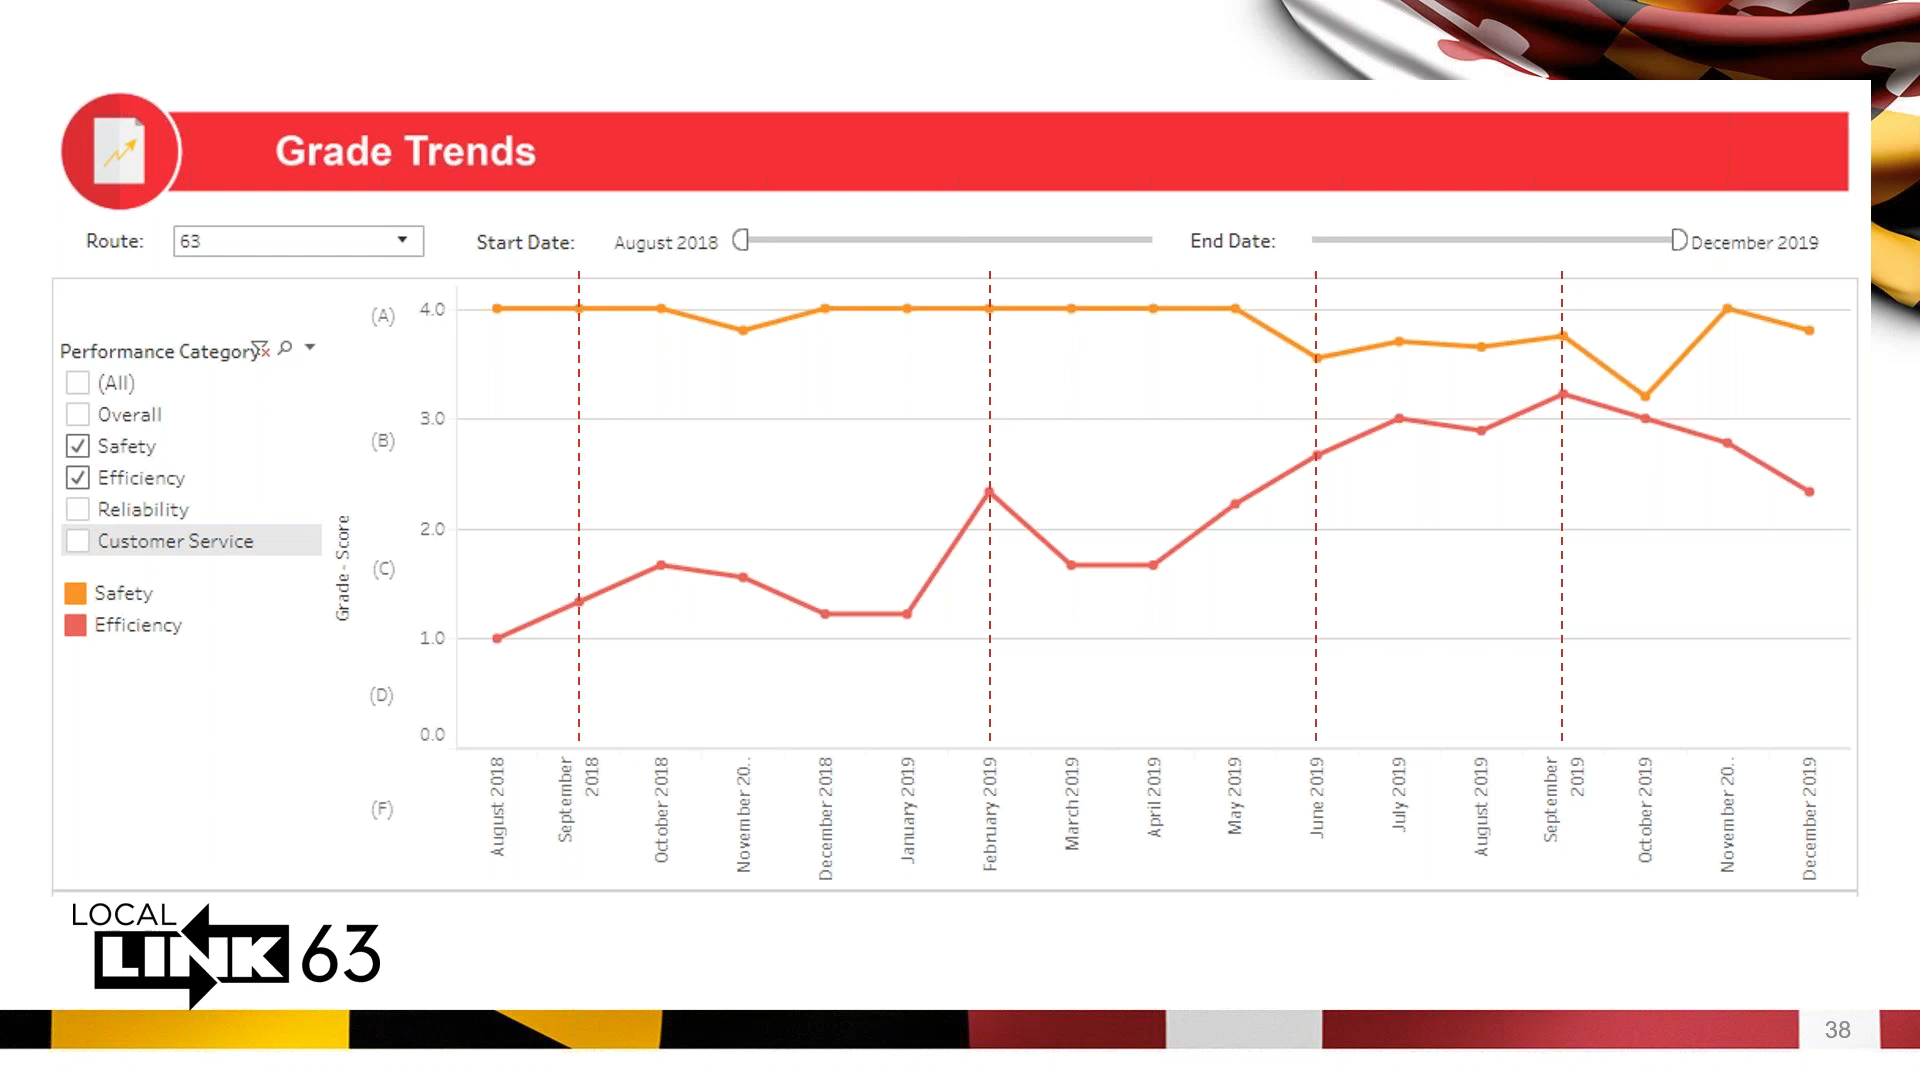 Grade Trends
Route: 63 Start Date: August 2018 End Date: December 2019
Performance Category
(All)
Overall
Safety
Efficiency
Reliability
Customer Service
Safety
Efficiency
Grade - Score
(A)
(B)
(C)
(D)
(F)
4.0
3.0
2.0
1.0
0.0
August 2018
September 2018
October 2018
November 20..
December 2018
January 2019
February 2019
March 2019
April 2019
May 2019
June 2019
July 2019
August 2019
September 2019
October 2019
November 20..
December 2019
LOCAL
LINK 63
38